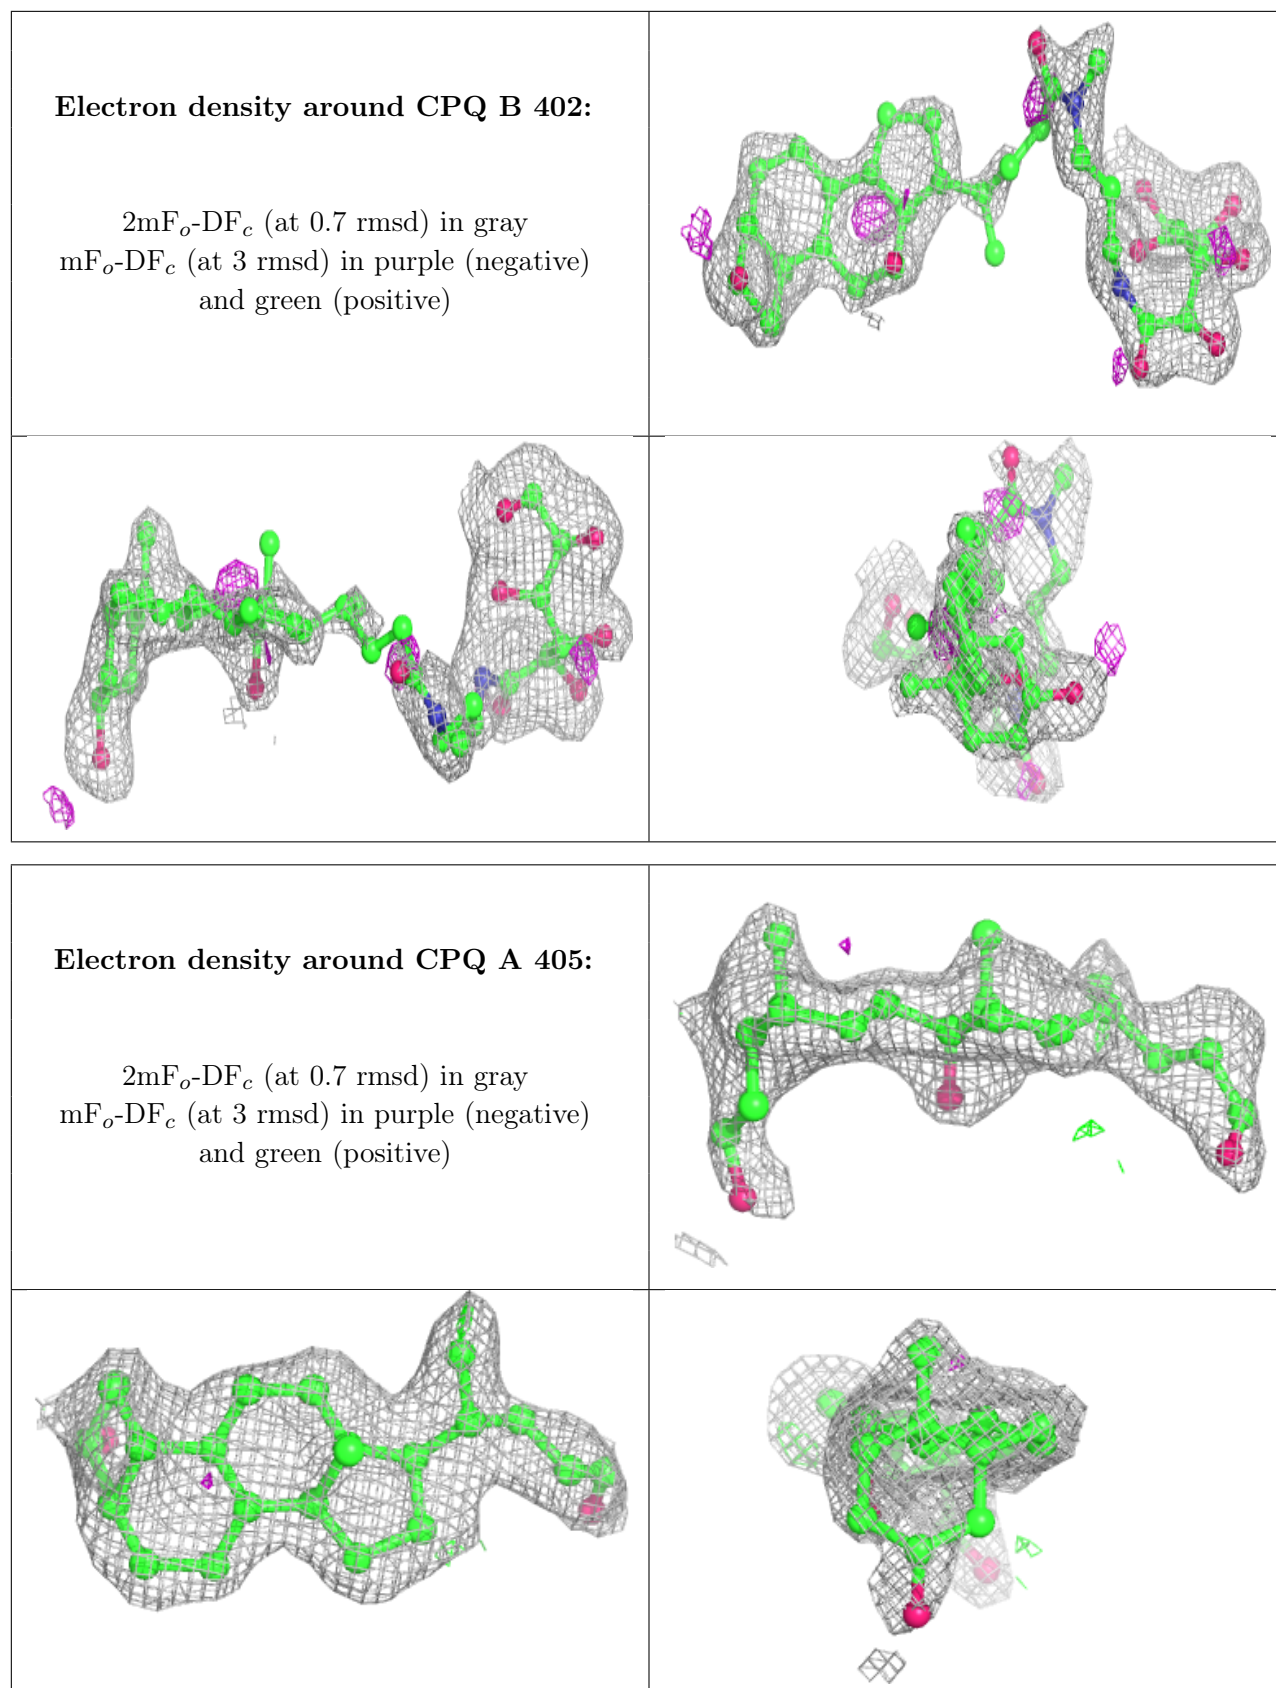 Electron density around CPQ B 402:
2mFo-DFc (at 0.7 rmsd) in gray
mFo-DFc (at 3 rmsd) in purple (negative)
and green (positive)
Electron density around CPQ A 405:
2mFo-DFc (at 0.7 rmsd) in gray
mFo-DFc (at 3 rmsd) in purple (negative)
and green (positive)